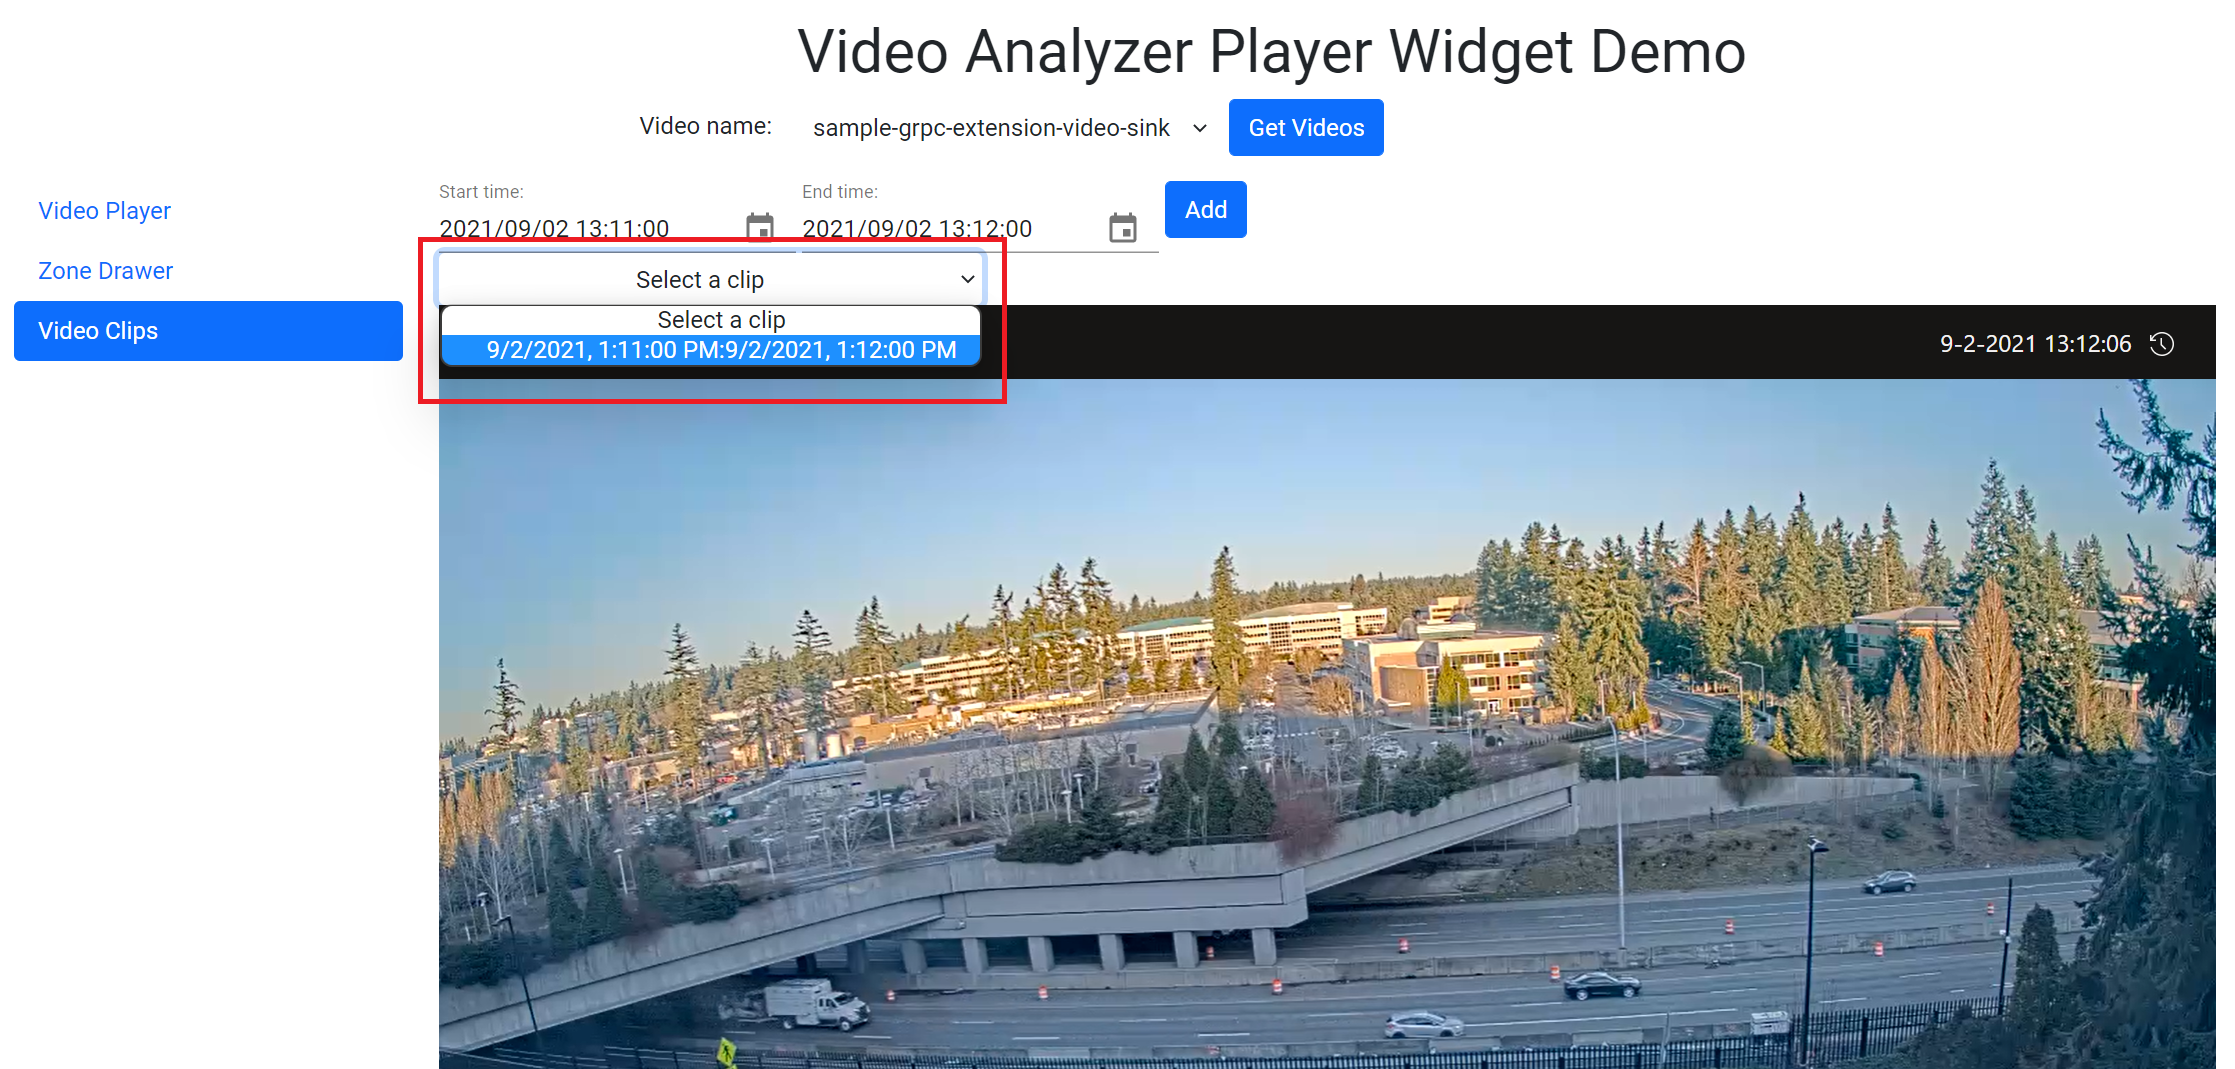 Video Analyzer Player Widget Demo
Video name: sample-grpc-extension-video-sink Get Videos
Video Player
Zone Drawer
Video Clips
Start time: End time:
2021/09/02 13:11:00 2021/09/02 13:12:00 Add
Select a clip
Select a clip
9/2/2021, 1:11:00 PM:9/2/2021, 1:12:00 PM
9-2-2021 13:12:06